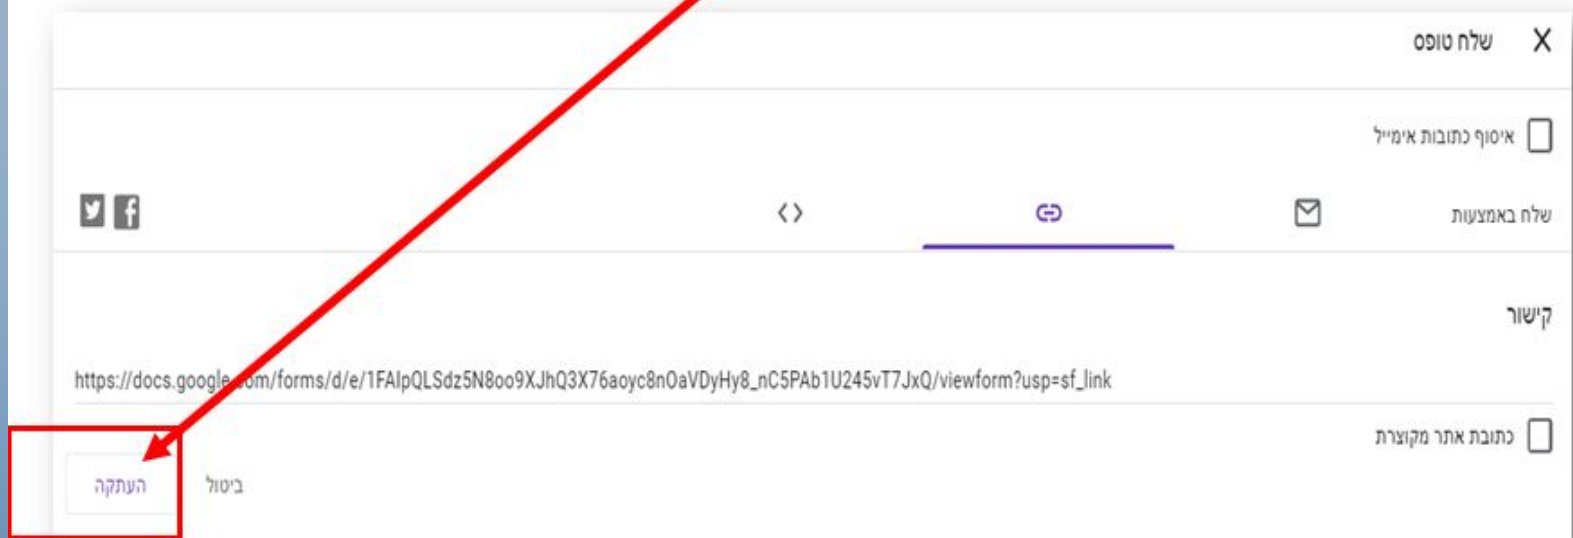 X שלח טופס
איסוף כתובות אימייל
שלח באמצעות
קישור
https://docs.google.com/forms/d/e/1FAIpQLSdz5N8oo9XJhQ3X76aoyc8nOaVDyHy8_nC5PAb1U245vT7JxQ/viewform?usp=sf_link
כתובת אתר מקוצרת
ביטול העתקה